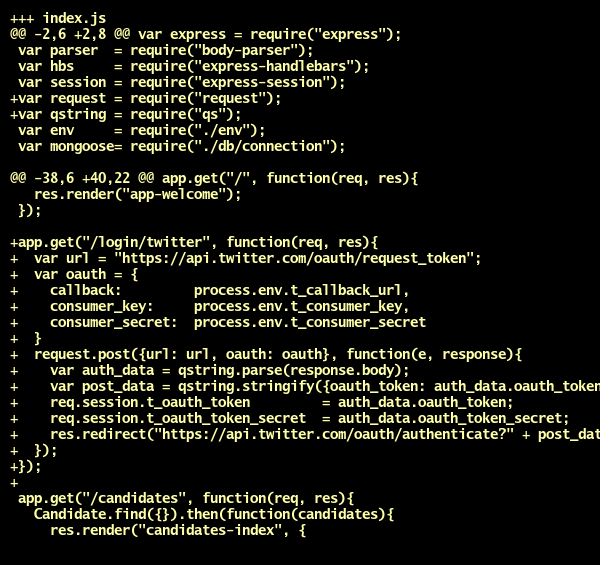 +++ index.js
@@ -2,6 +2,8 @@ var express = require("express");
 var parser  = require("body-parser");
 var hbs     = require("express-handlebars");
 var session = require("express-session");
+var request = require("request");
+var qstring = require("qs");
 var env     = require("./env");
 var mongoose= require("./db/connection");

@@ -38,6 +40,22 @@ app.get("/", function(req, res){
   res.render("app-welcome");
 });

+app.get("/login/twitter", function(req, res){
+  var url = "https://api.twitter.com/oauth/request_token";
+  var oauth = {
+    callback:         process.env.t_callback_url,
+    consumer_key:     process.env.t_consumer_key,
+    consumer_secret:  process.env.t_consumer_secret
+  }
+  request.post({url: url, oauth: oauth}, function(e, response){
+    var auth_data = qstring.parse(response.body);
+    var post_data = qstring.stringify({oauth_token: auth_data.oauth_token
+    req.session.t_oauth_token         = auth_data.oauth_token;
+    req.session.t_oauth_token_secret  = auth_data.oauth_token_secret;
+    res.redirect("https://api.twitter.com/oauth/authenticate?" + post_dat
+  });
+});
+
 app.get("/candidates", function(req, res){
   Candidate.find({}).then(function(candidates){
     res.render("candidates-index", {